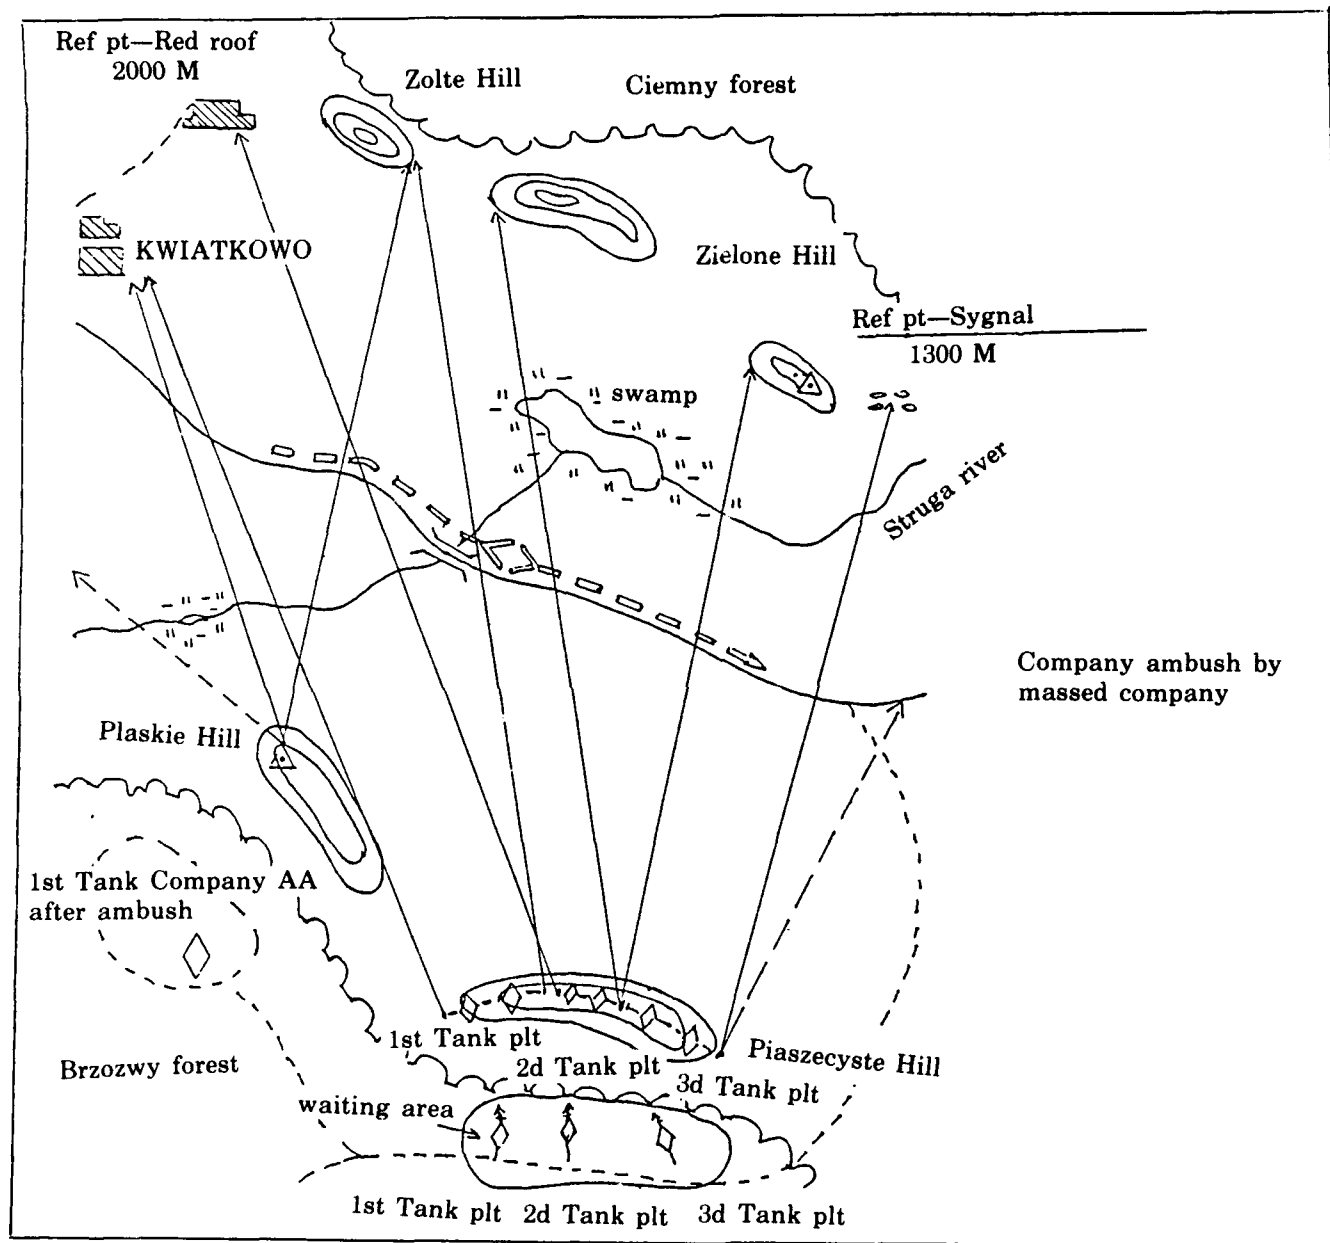 Ref pt—Red roof
2000 M
Zolte Hill
Ciemny forest
KWIATKOWO
Zielone Hill
Ref pt—Sygnal
1300 M
swamp
Struga river
Company ambush by
massed company
Plaskie Hill
1st Tank Company AA
after ambush
1st Tank plt
2d Tank plt
3d Tank plt
Piaszecyste Hill
Brzozwy forest
waiting area
1st Tank plt
2d Tank plt
3d Tank plt